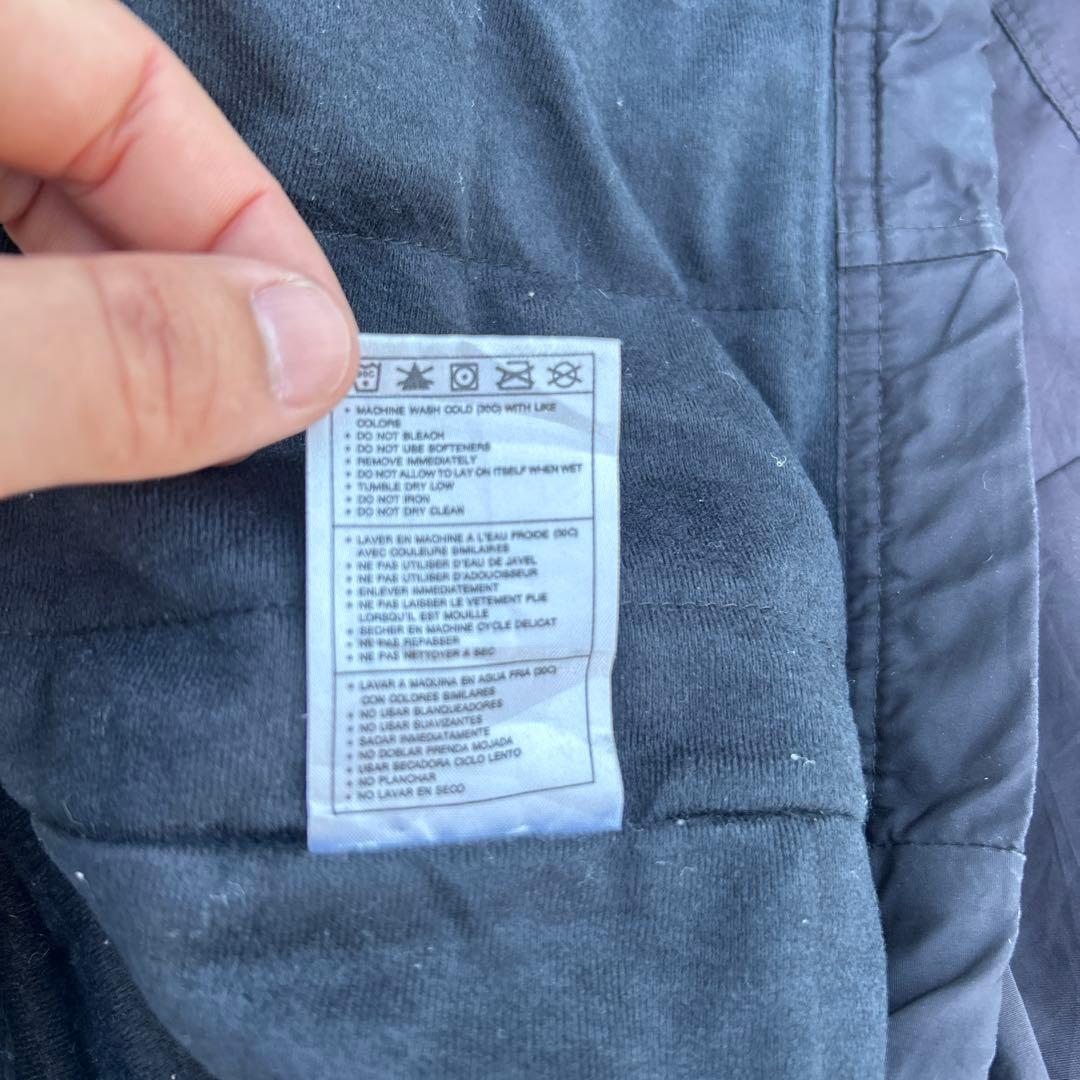 30C
• MACHINE WASH COLD (30C) WITH LIKE
COLORS
• DO NOT BLEACH
• DO NOT USE SOFTENERS
• REMOVE IMMEDIATELY
• DO NOT ALLOW TO LAY ON ITSELF WHEN WET
• TUMBLE DRY LOW
• DO NOT IRON
• DO NOT DRY CLEAN
• LAVER EN MACHINE A L'EAU FROIDE (30C)
AVEC COULEURS SIMILAIRES
• NE PAS UTILISER D'EAU DE JAVEL
• NE PAS UTILISER D'ADOUCISSEUR
• ENLEVER IMMEDIATEMENT
• NE PAS LAISSER LE VETEMENT PLIE
LORSQU'IL EST MOUILLE
• SECHER EN MACHINE CYCLE DELICAT
• NE PAS REPASSER
• NE PAS NETTOYER A SEC
• LAVAR A MAQUINA EN AGUA FRIA (30C)
CON COLORES SIMILARES
• NO USAR BLANQUEADORES
• NO USAR SUAVIZANTES
• SACAR INMEDIATAMENTE
• NO DOBLAR PRENDA MOJADA
• USAR SECADORA CICLO LENTO
• NO PLANCHAR
• NO LAVAR EN SECO